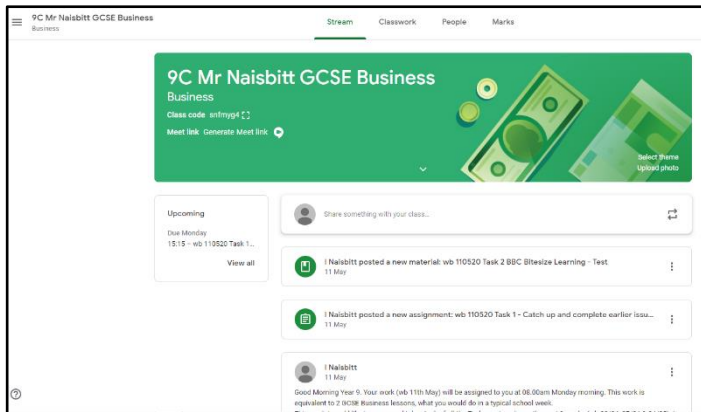 9C Mr Naisbitt GCSE Business
Business
Stream Classwork People Marks
9C Mr Naisbitt GCSE Business
Business
Class code snfmyg4
Meet link Generate Meet link
Select theme
Upload photo
Upcoming
Due Monday
15:15 – wb 110520 Task 1...
View all
Share something with your class...
I Naisbitt posted a new material: wb 110520 Task 2 BBC Bitesize Learning - Test
11 May
I Naisbitt posted a new assignment: wb 110520 Task 1 - Catch up and complete earlier issu...
11 May
I Naisbitt
11 May
Good Morning Year 9. Your work (wb 11th May) will be assigned to you at 08.00am Monday morning. This work is
equivalent to 2 GCSE Business lessons, what you would do in a typical school week.